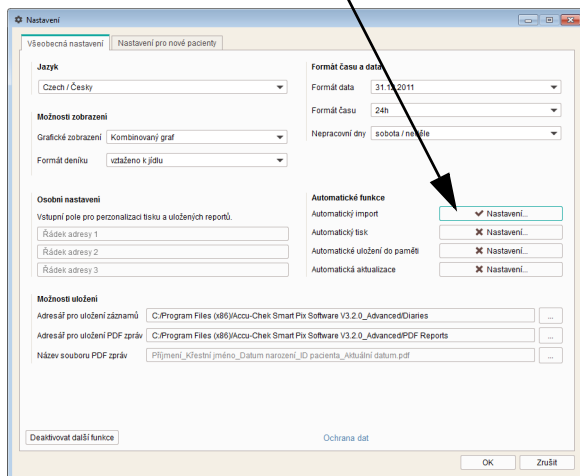 Nastavení
Všeobecná nastavení
Nastavení pro nové pacienty
Jazyk
Czech / Česky
Možnosti zobrazení
Grafické zobrazení Kombinovaný graf
Formát deníku vztaženo k jídlu
Formát času a data
Formát data 31.12.2011
Formát času 24h
Nepracovní dny sobota / neděle
Osobní nastavení
Vstupní pole pro perzonalizaci tisku a uložených reportů.
Řádek adresy 1
Řádek adresy 2
Řádek adresy 3
Automatické funkce
Automatický import Nastavení...
Automatický tisk Nastavení...
Automatické uložení do paměti Nastavení...
Automatická aktualizace Nastavení...
Možnosti uložení
Adresář pro uložení záznamů C:/Program Files (x86)/Accu-Chek Smart Pix Software V3.2.0_Advanced/Diaries ...
Adresář pro uložení PDF zpráv C:/Program Files (x86)/Accu-Chek Smart Pix Software V3.2.0_Advanced/PDF Reports ...
Název souboru PDF zpráv Příjmení_Křestní jméno_Datum narození_ID pacienta_Aktuální datum.pdf ...
Deaktivovat další funkce
Ochrana dat
OK Zrušit